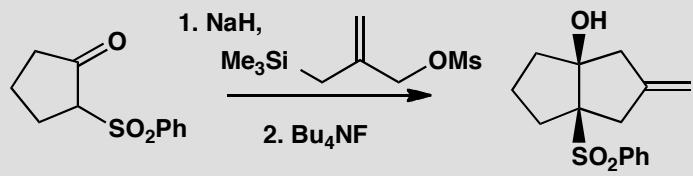 1. NaH,
OH
O
Me3Si
OMs
SO2Ph
2. Bu4NF
SO2Ph